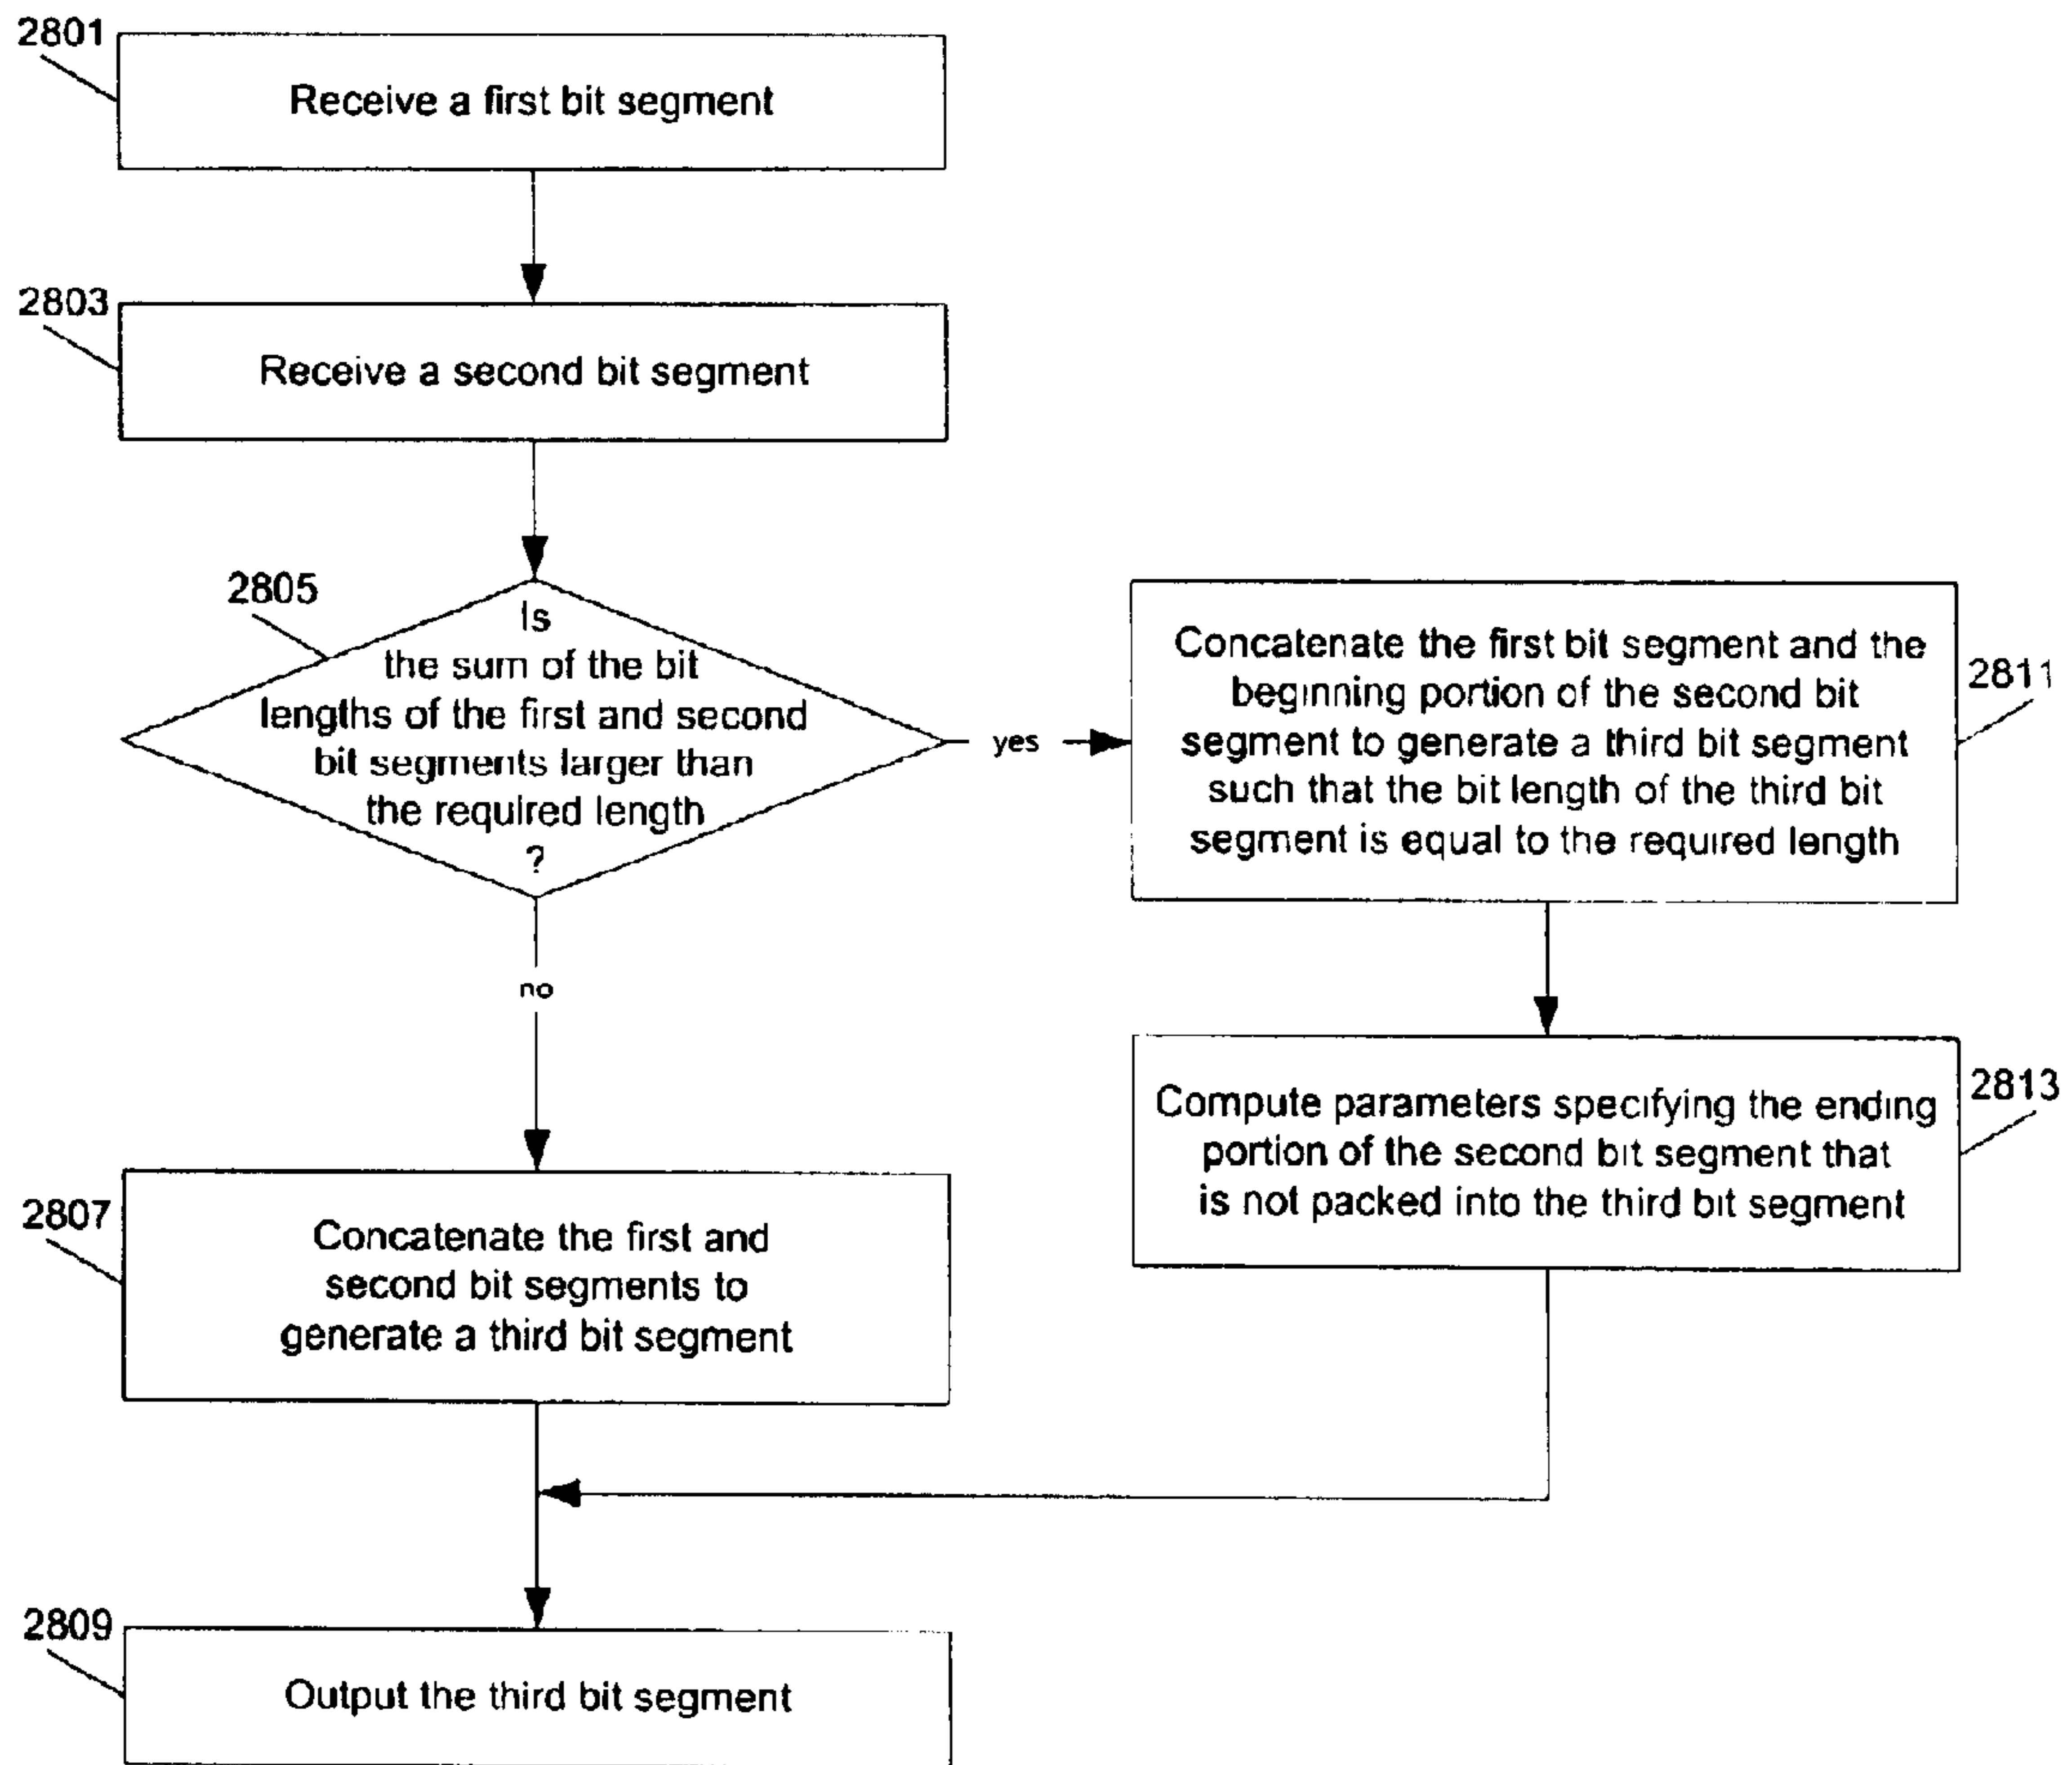 2801
Receive a first bit segment
2803
Receive a second bit segment
2805
Is
the sum of the bit
lengths of the first and second
bit segments larger than
the required length
?
yes
Concatenate the first bit segment and the
beginning portion of the second bit
segment to generate a third bit segment
such that the bit length of the third bit
segment is equal to the required length
2811
no
Compute parameters specifying the ending
portion of the second bit segment that
is not packed into the third bit segment
2813
2807
Concatenate the first and
second bit segments to
generate a third bit segment
2809
Output the third bit segment